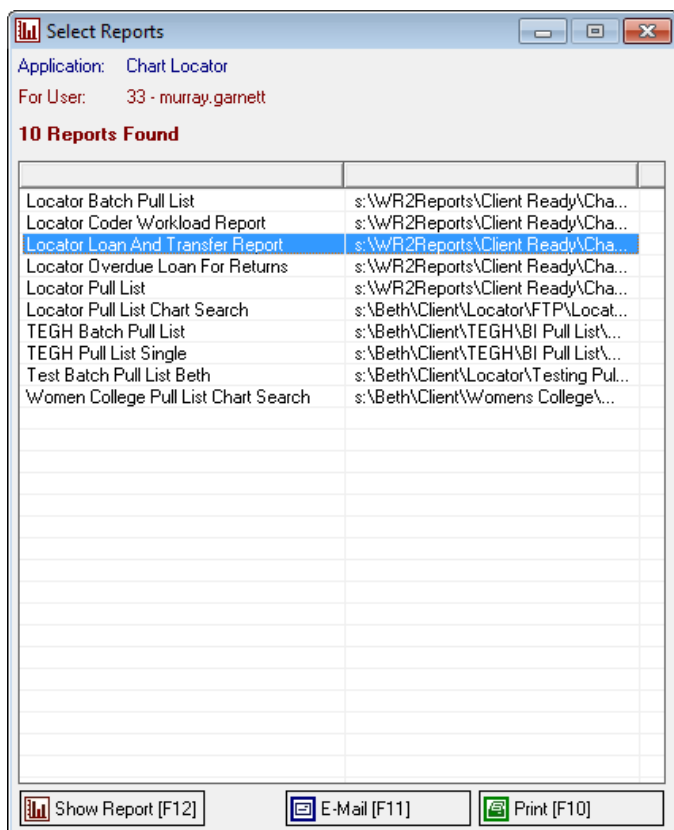 Select Reports
Application: Chart Locator
For User: 33 - murray.garnett
10 Reports Found
Locator Batch Pull List s:\WR2Reports\Client Ready\Cha...
Locator Coder Workload Report s:\WR2Reports\Client Ready\Cha...
Locator Loan And Transfer Report s:\WR2Reports\Client Ready\Cha...
Locator Overdue Loan For Returns s:\WR2Reports\Client Ready\Cha...
Locator Pull List s:\WR2Reports\Client Ready\Cha...
Locator Pull List Chart Search s:\Beth\Client\Locator\FTP\Locat...
TEGH Batch Pull List s:\Beth\Client\TEGH\BI Pull List\...
TEGH Pull List Single s:\Beth\Client\TEGH\BI Pull List\...
Test Batch Pull List Beth s:\Beth\Client\Locator\Testing Pul...
Women College Pull List Chart Search s:\Beth\Client\Womens College\...
Show Report [F12] E-Mail [F11] Print [F10]